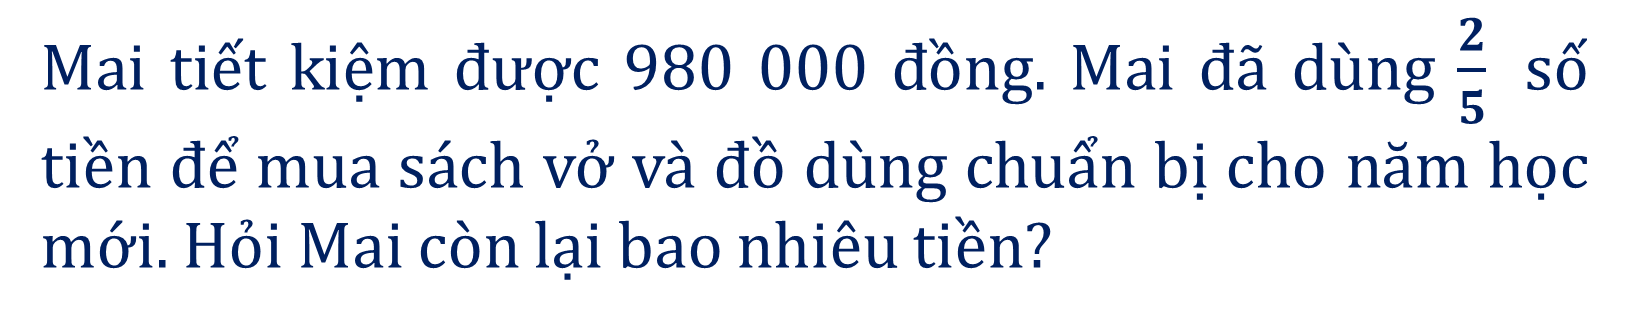 Mai tiết kiệm được 980 000 đồng. Mai đã dùng 2/5 số
tiền để mua sách vở và đồ dùng chuẩn bị cho năm học
mới. Hỏi Mai còn lại bao nhiêu tiền?